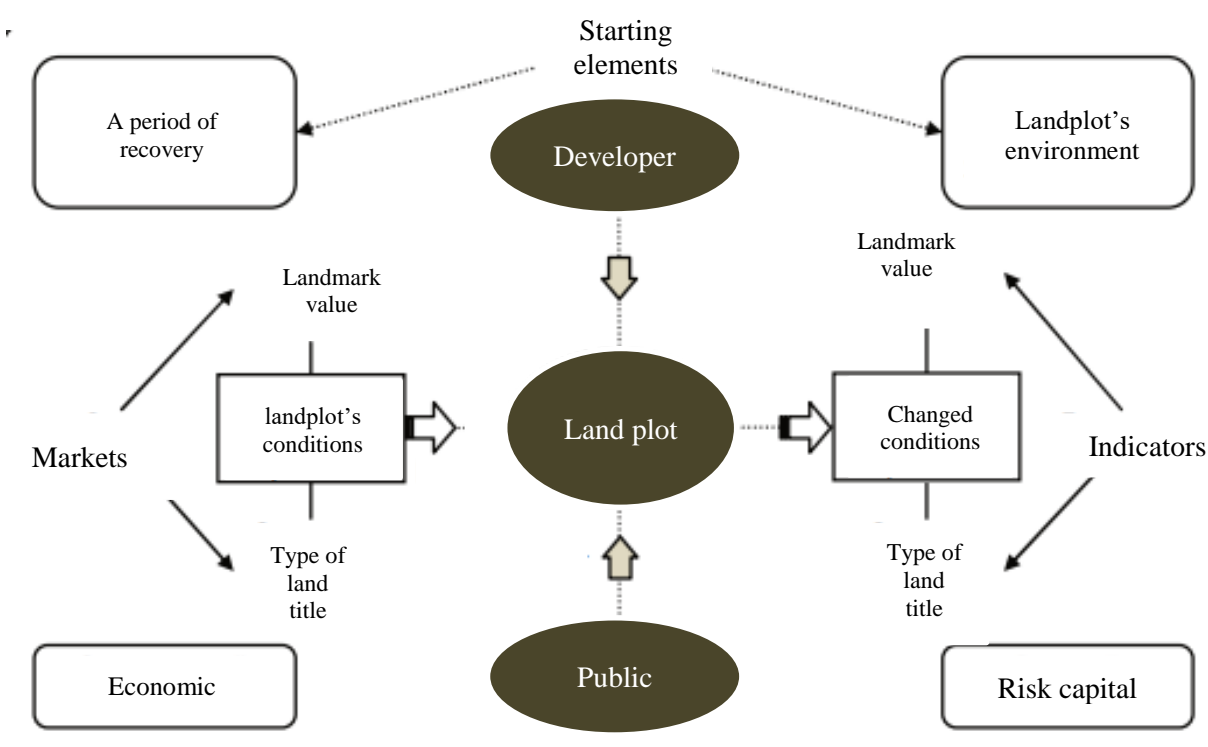 Starting
elements
A period of
recovery
Developer
Landplot’s
environment
Landmark
value
Landmark
value
landplot’s
conditions
Land plot
Changed
conditions
Markets
Indicators
Type of
land
title
Type of
land
title
Economic
Public
Risk capital